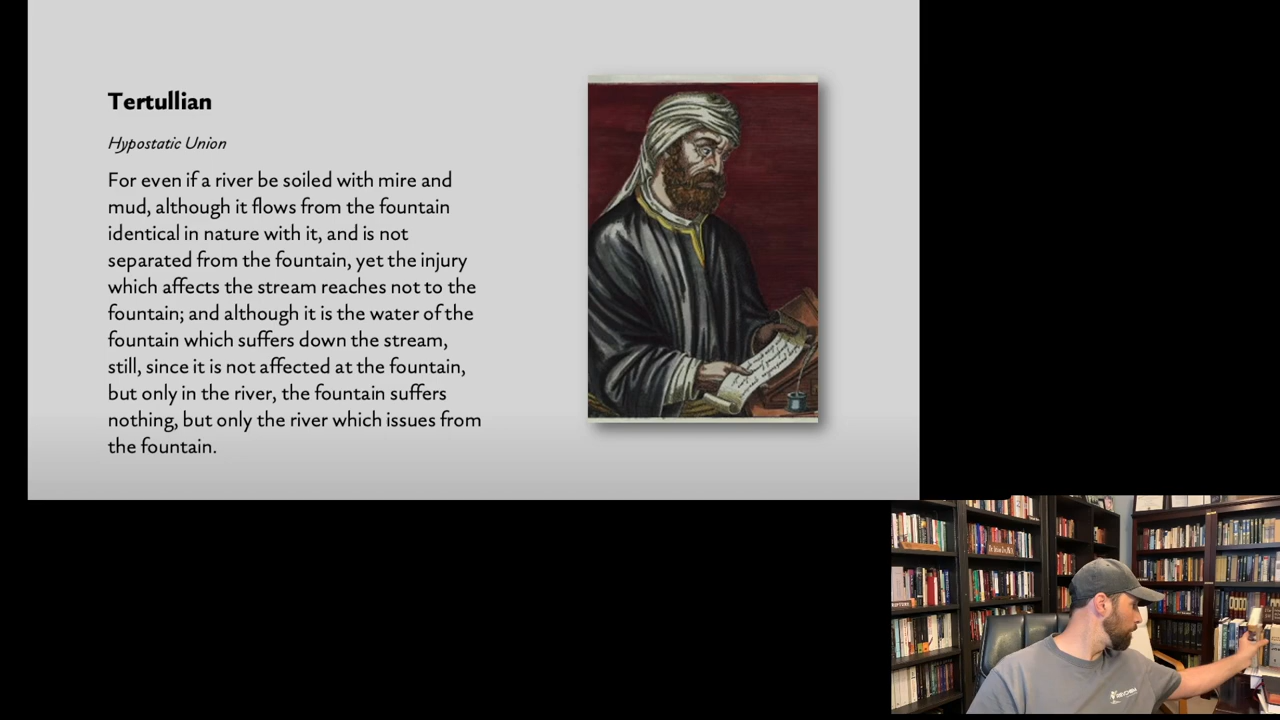 Tertullian
Hypostatic Union
For even if a river be soiled with mire and
mud, although it flows from the fountain
identical in nature with it, and is not
separated from the fountain, yet the injury
which affects the stream reaches not to the
fountain; and although it is the water of the
fountain which suffers down the stream,
still, since it is not affected at the fountain,
but only in the river, the fountain suffers
nothing, but only the river which issues from
the fountain.